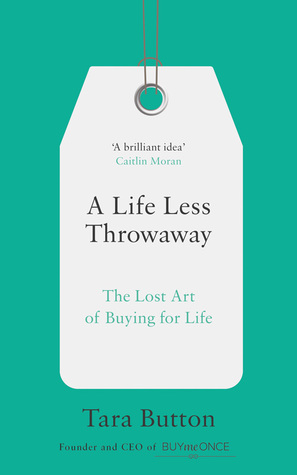 ‘A brilliant idea’
Caitlin Moran
A Life Less
Throwaway
The Lost Art
of Buying for Life
Tara Button
Founder and CEO of BUYmeONCE